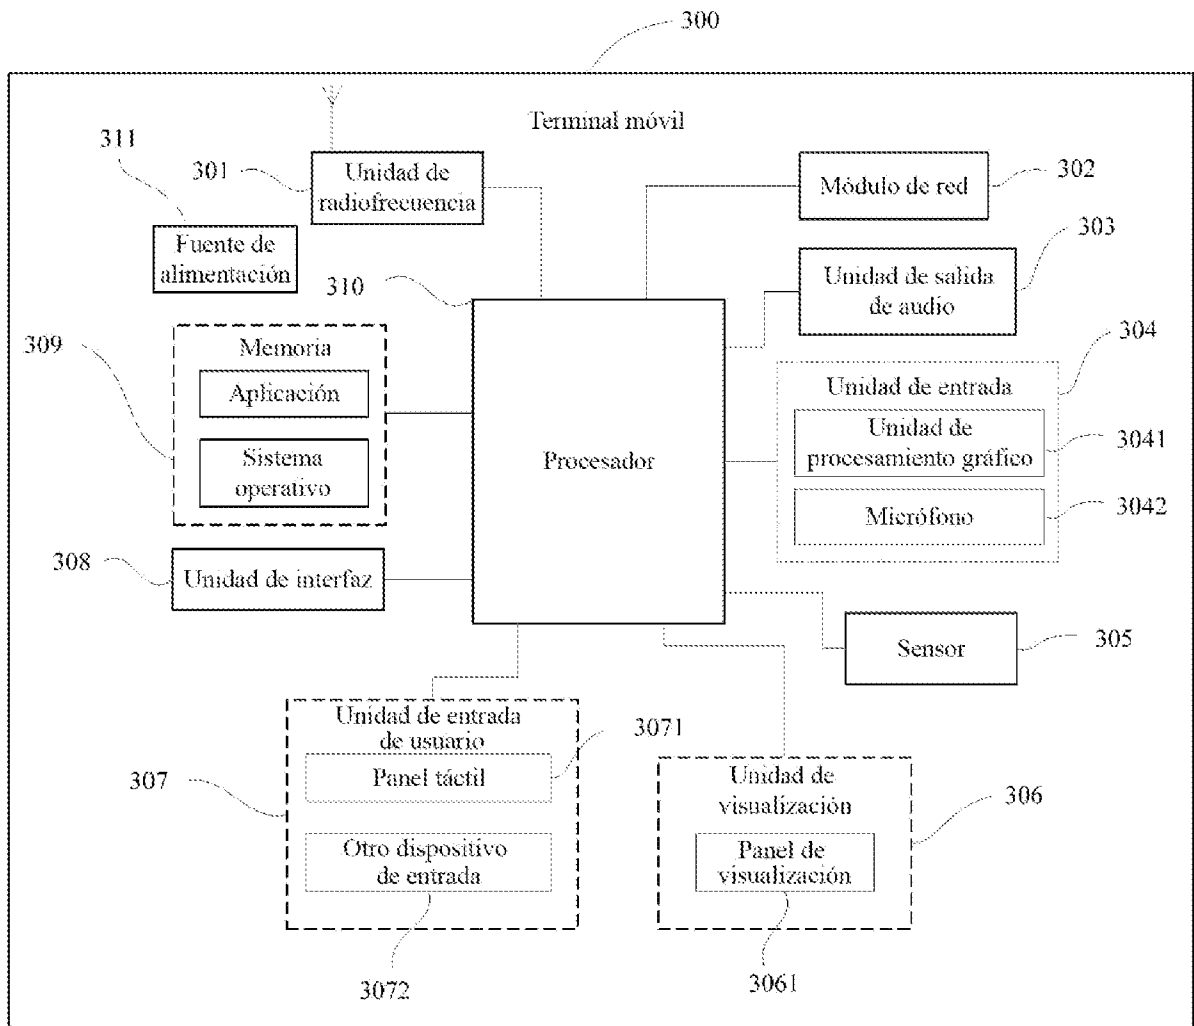 300
Terminal móvil
311
301
Unidad de
radiofrecuencia
Módulo de red
302
Fuente de
alimentación
303
Unidad de salida
de audio
310
309
Memoria
Aplicación
Sistema
operativo
304
Unidad de entrada
Unidad de
procesamiento gráfico
3041
Micrófono
3042
Procesador
308
Unidad de interfaz
Sensor
305
307
Unidad de entrada
de usuario
3071
Panel táctil
Otro dispositivo
de entrada
3072
Unidad de
visualización
306
Panel de
visualización
3061